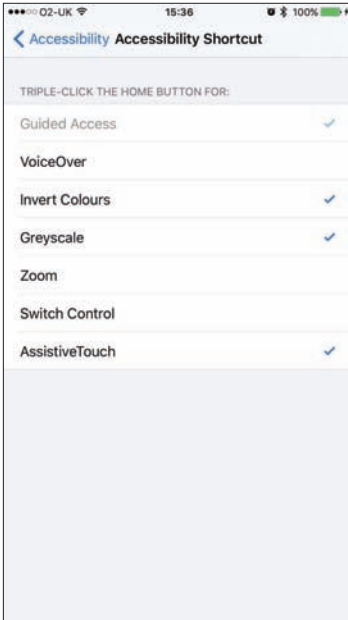 O2-UK 15:36 100%
Accessibility Accessibility Shortcut
TRIPLE-CLICK THE HOME BUTTON FOR:
Guided Access
VoiceOver
Invert Colours
Greyscale
Zoom
Switch Control
AssistiveTouch